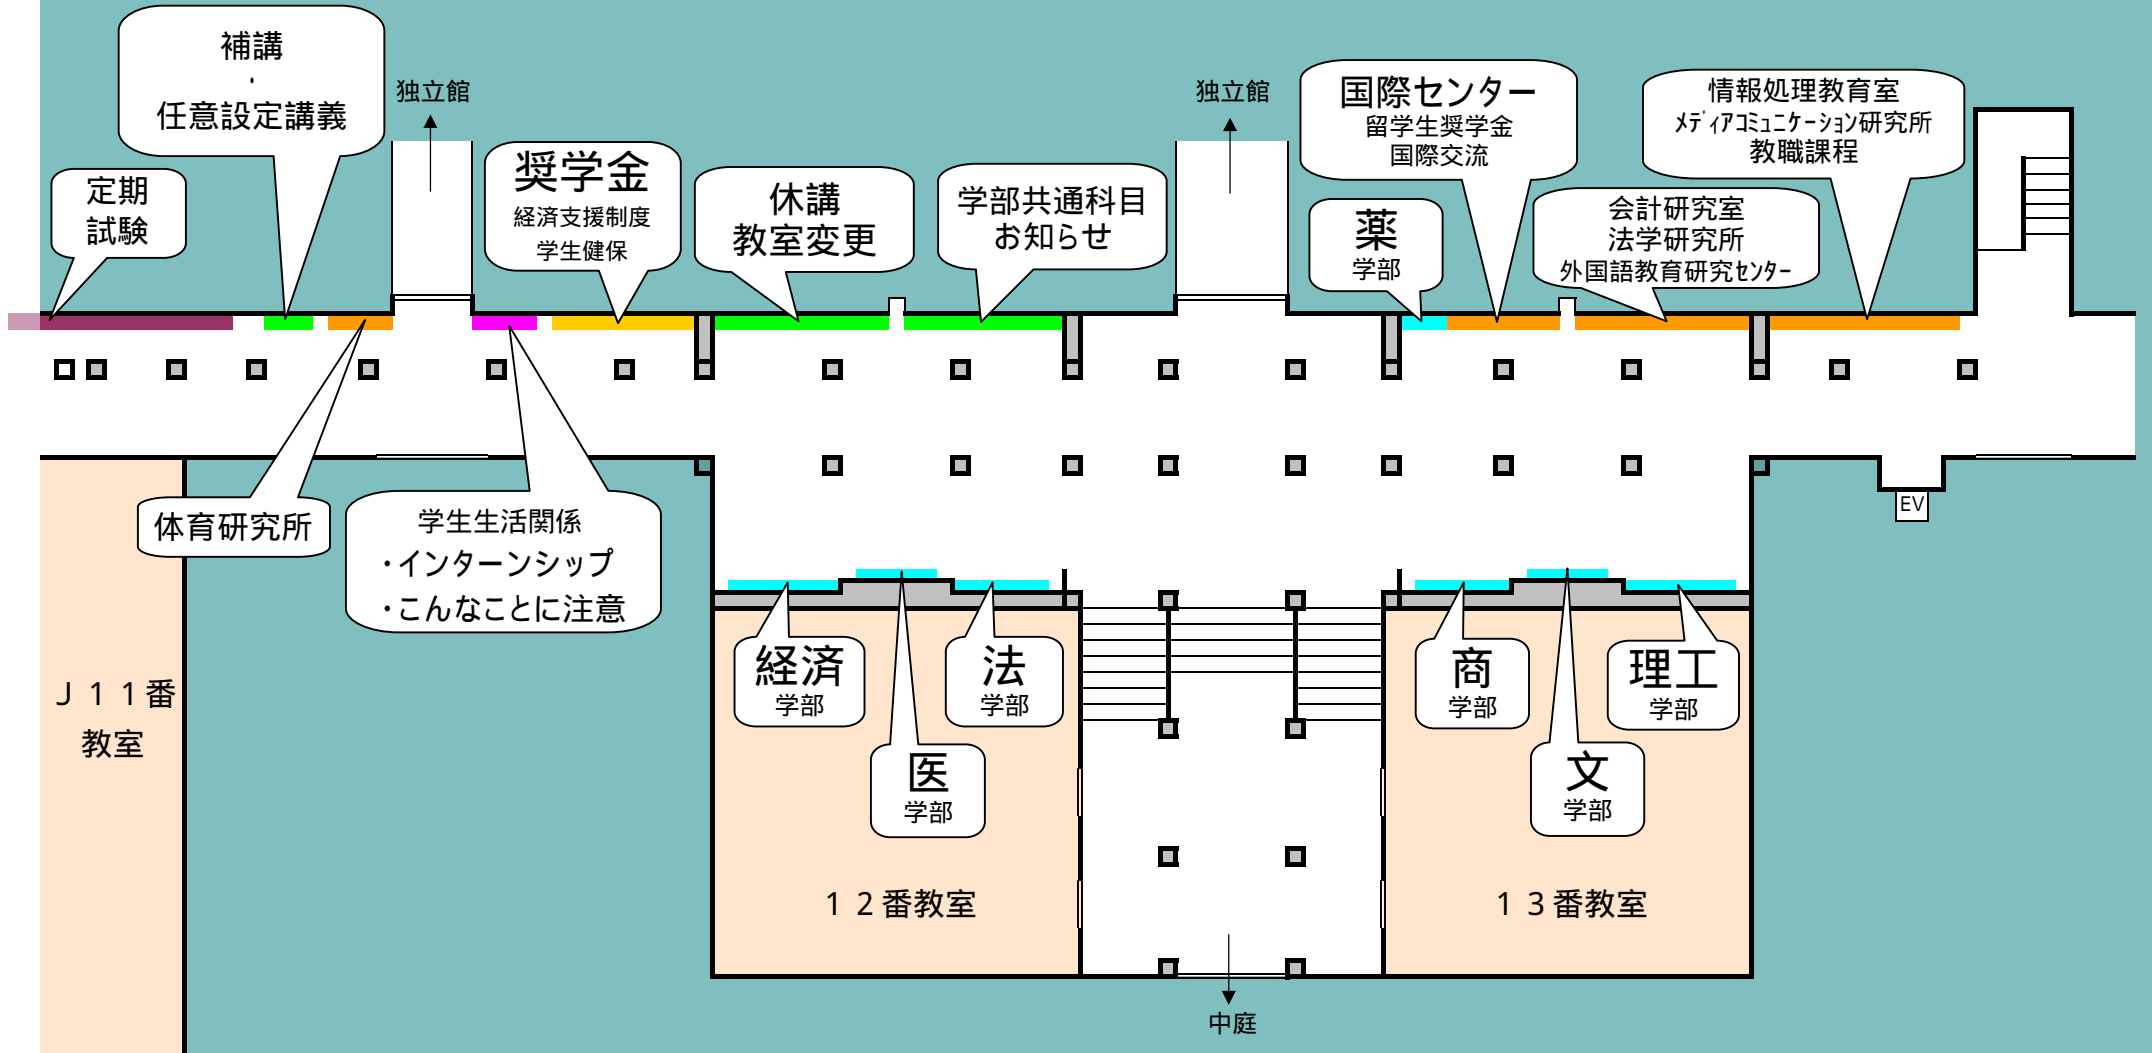 補講
・
任意設定講義
独立館
独立館
国際センター
留学生奨学金
国際交流
情報処理教育室
ﾒﾃﾞｨｱｺﾐｭﾆｹｰｼｮﾝ研究所
教職課程
定期
試験
奨学金
経済支援制度
学生健保
休講
教室変更
学部共通科目
お知らせ
薬
学部
会計研究室
法学研究所
外国語教育研究ｾﾝﾀｰ
体育研究所
学生生活関係
・インターンシップ
・こんなことに注意
EV
経済
学部
医
学部
法
学部
商
学部
文
学部
理工
学部
Ｊ１１番
教室
１２番教室
１３番教室
中庭